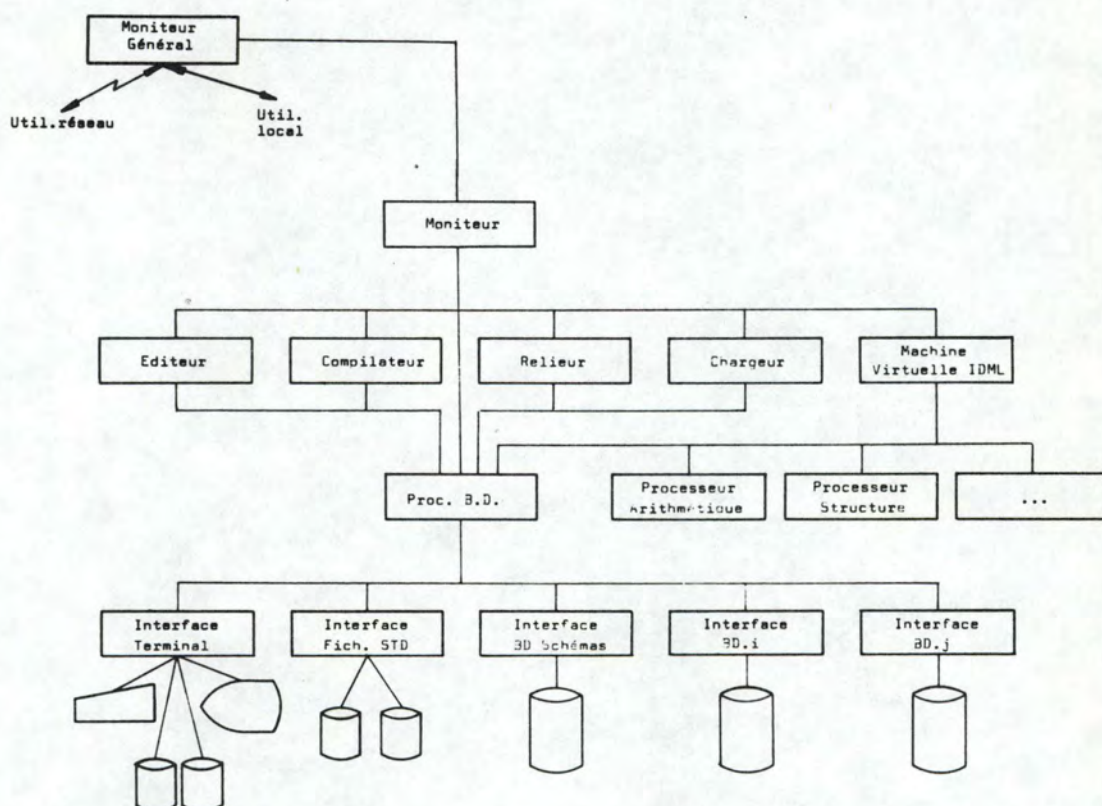 Moniteur
Général
Util.réseau
Util.
local
Moniteur
Editeur
Compilateur
Relieur
Chargeur
Machine
Virtuelle IDML
Proc. B.D.
Processeur
Arithmétique
Processeur
Structure
...
Interface
Terminal
Interface
Fich. STD
Interface
BD Schémas
Interface
BD.i
Interface
BD.j